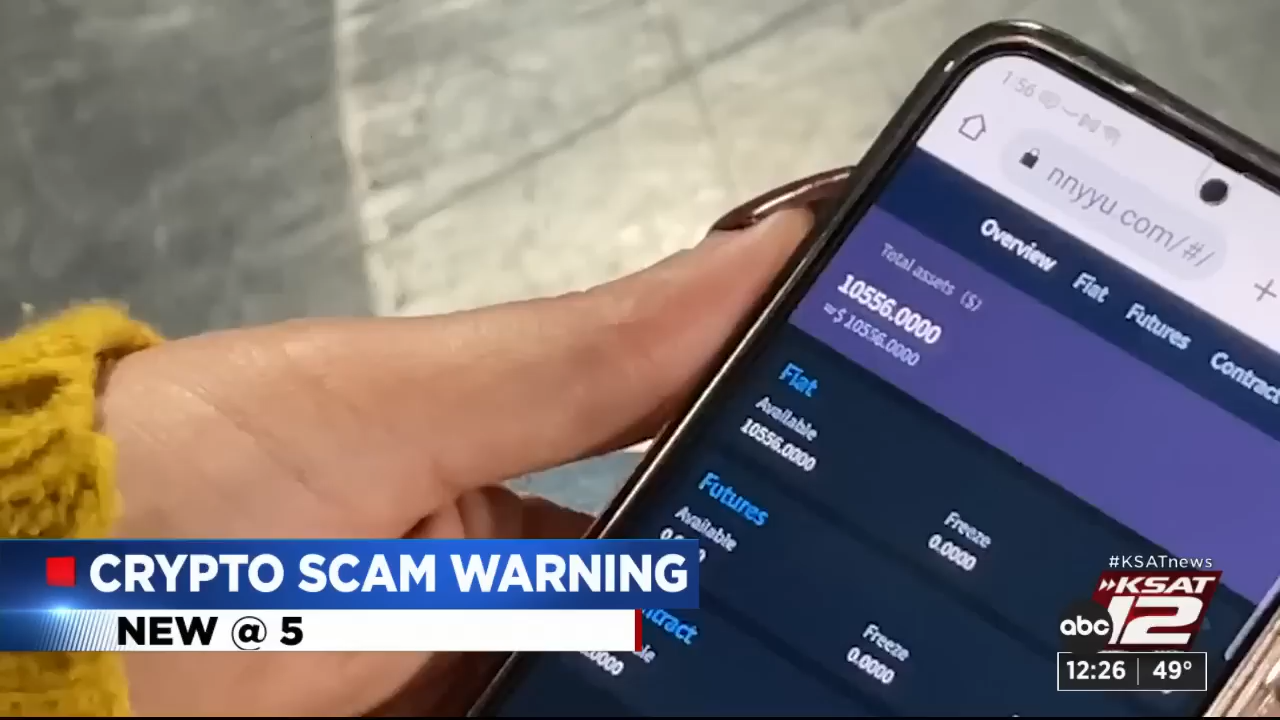 1:56
nnyyu.com/#/
Overview Fiat Futures Contract
Total assets ($)
10556.0000
≈$ 10556.0000
Fiat
Available
10556.0000
Futures
Available
Freeze
0.0000
Freeze
0.0000
CRYPTO SCAM WARNING
NEW @ 5
#KSATnews
KSAT
abc 12
12:26 49°